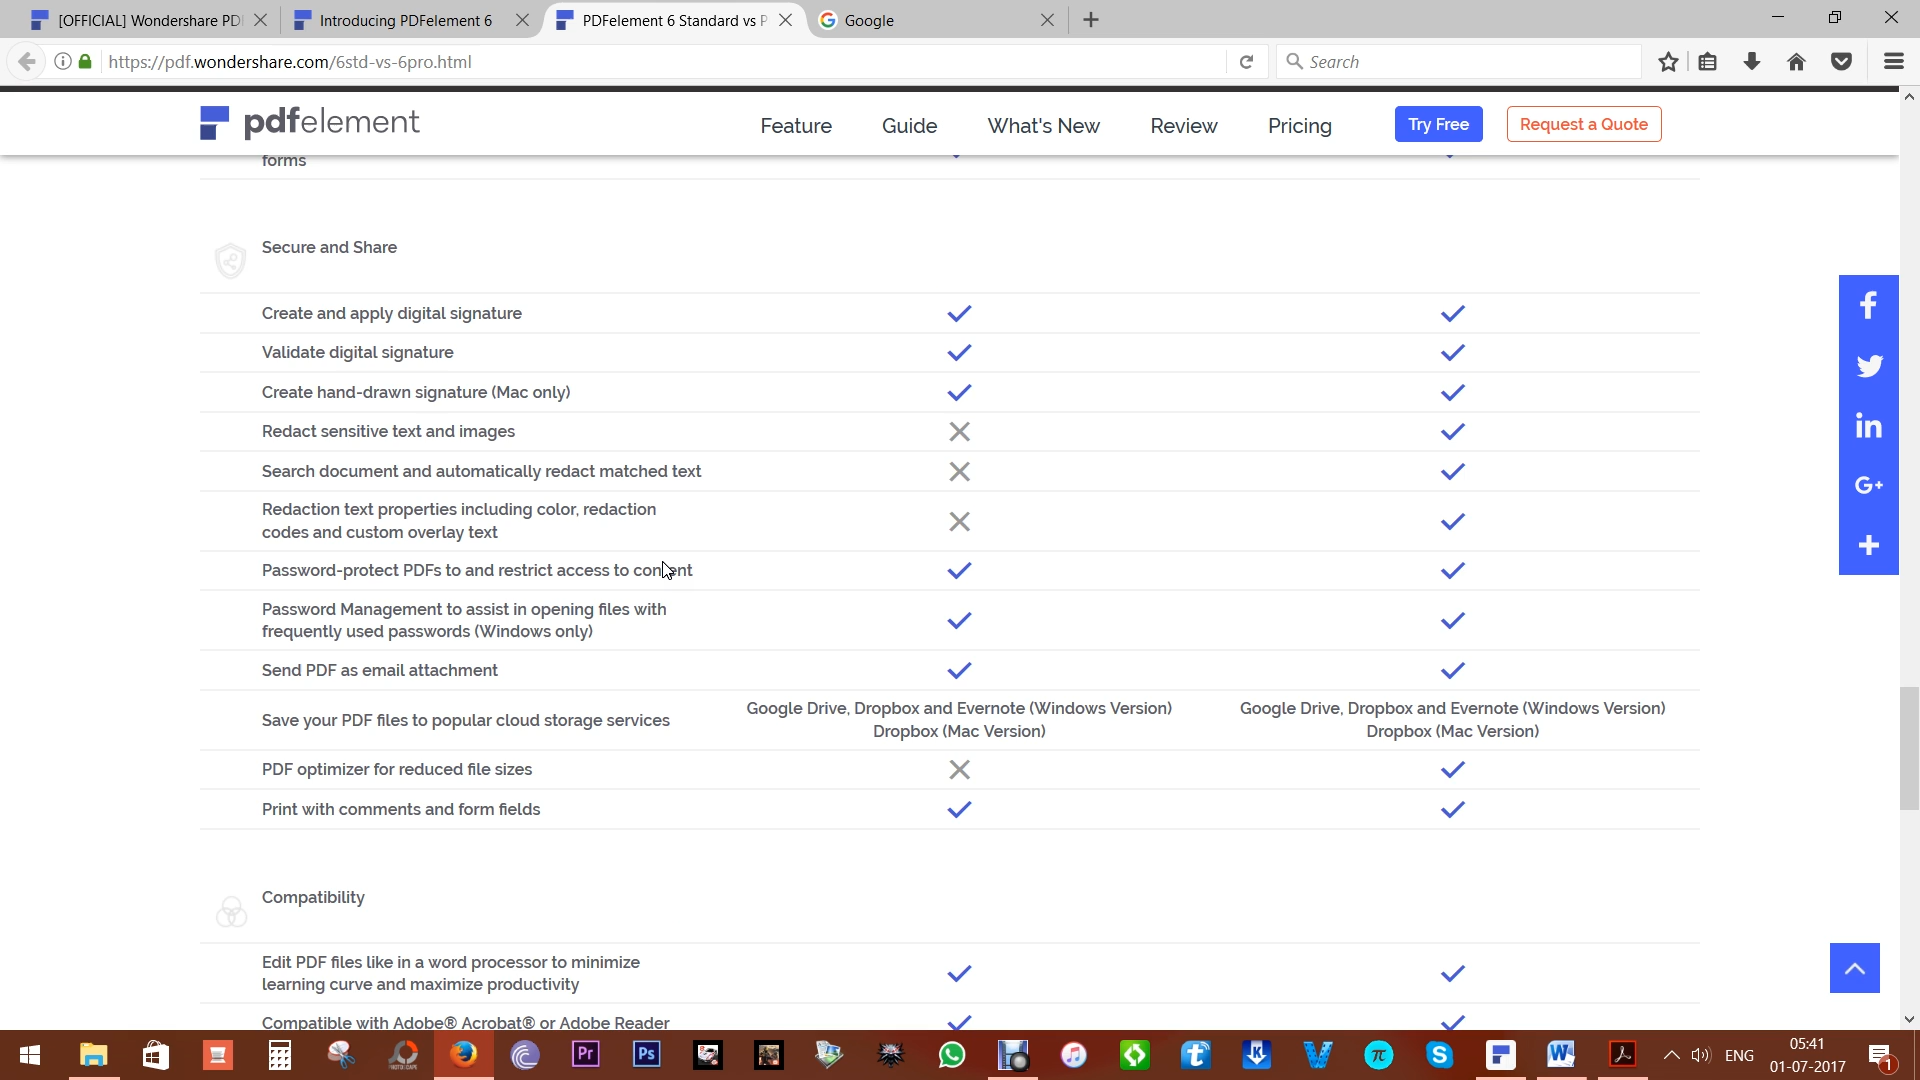 [OFFICIAL] Wondershare PD
Introducing PDFelement 6
PDFelement 6 Standard vs P
Google
https://pdf.wondershare.com/6std-vs-6pro.html
Search
pdfelement
Feature
Guide
What's New
Review
Pricing
Try Free
Request a Quote
forms
Secure and Share
Create and apply digital signature
Validate digital signature
Create hand-drawn signature (Mac only)
Redact sensitive text and images
Search document and automatically redact matched text
Redaction text properties including color, redaction
codes and custom overlay text
Password-protect PDFs to and restrict access to content
Password Management to assist in opening files with
frequently used passwords (Windows only)
Send PDF as email attachment
Save your PDF files to popular cloud storage services
Google Drive, Dropbox and Evernote (Windows Version)
Dropbox (Mac Version)
Google Drive, Dropbox and Evernote (Windows Version)
Dropbox (Mac Version)
PDF optimizer for reduced file sizes
Print with comments and form fields
Compatibility
Edit PDF files like in a word processor to minimize
learning curve and maximize productivity
Compatible with Adobe® Acrobat® or Adobe Reader
f
in
G+
Pr
Ps
ENG
05:41
01-07-2017
1